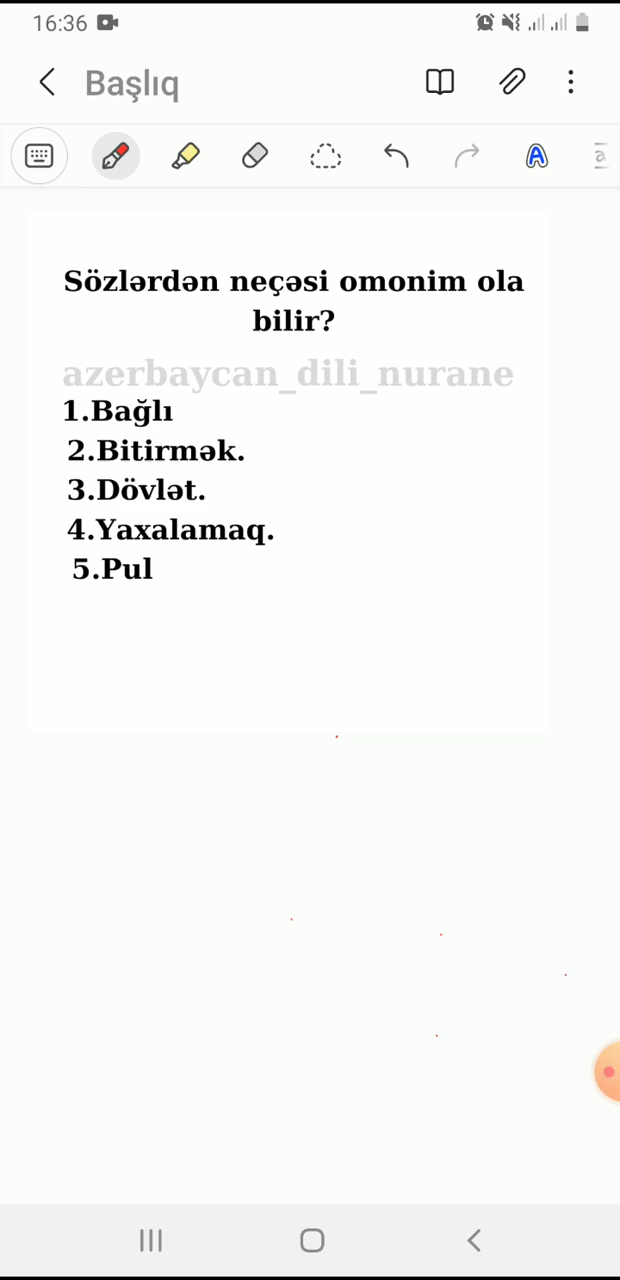 16:36
Başlıq
Sözlərdən neçəsi omonim ola
bilir?
azerbaycan_dili_nurane
1.Bağlı
2.Bitirmək.
3.Dövlət.
4.Yaxalamaq.
5.Pul